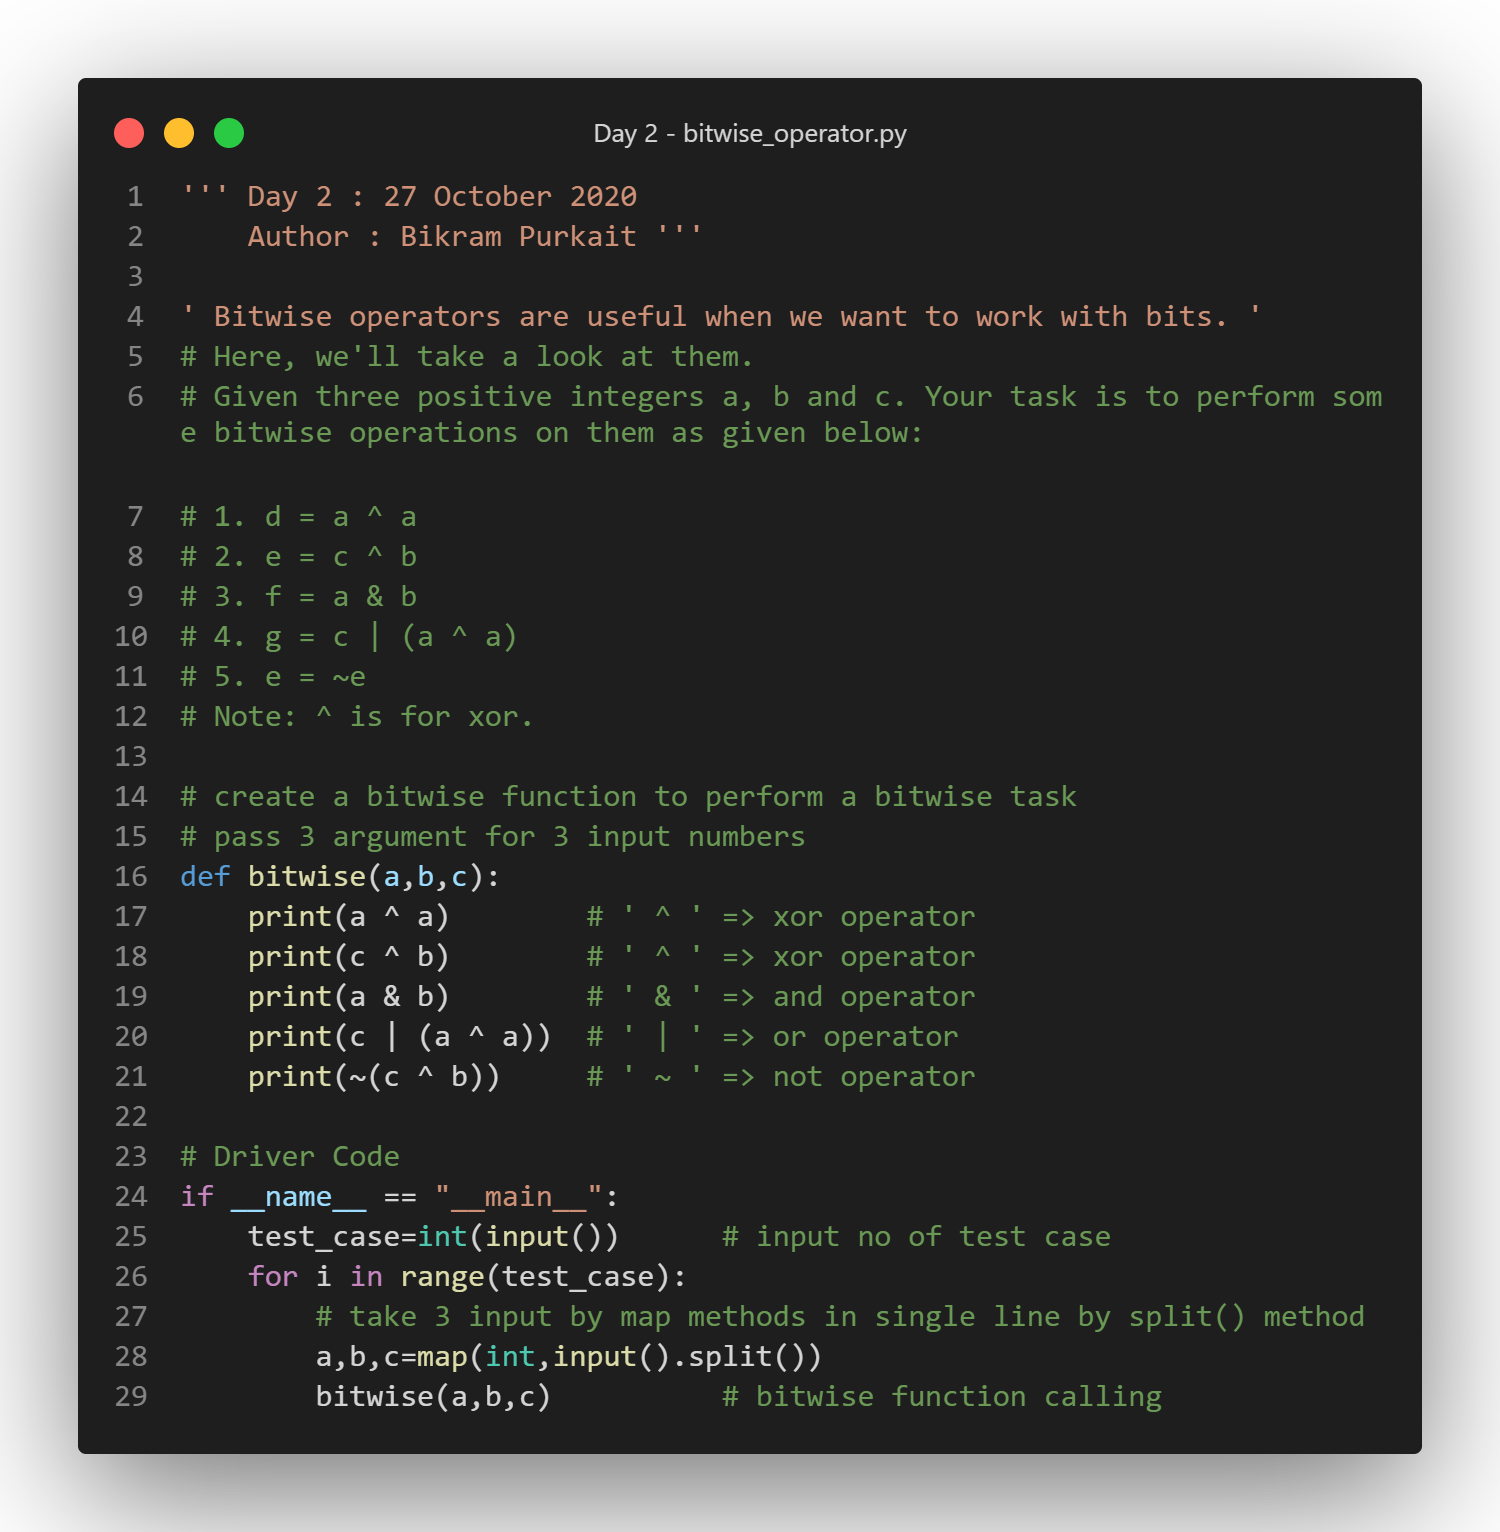 Day 2 - bitwise_operator.py
1 ''' Day 2 : 27 October 2020
2     Author : Bikram Purkait '''
3
4 ' Bitwise operators are useful when we want to work with bits. '
5 # Here, we'll take a look at them.
6 # Given three positive integers a, b and c. Your task is to perform som
e bitwise operations on them as given below:
7 # 1. d = a ^ a
8 # 2. e = c ^ b
9 # 3. f = a & b
10 # 4. g = c | (a ^ a)
11 # 5. e = ~e
12 # Note: ^ is for xor.
13
14 # create a bitwise function to perform a bitwise task
15 # pass 3 argument for 3 input numbers
16 def bitwise(a,b,c):
17     print(a ^ a)        # ' ^ ' => xor operator
18     print(c ^ b)        # ' ^ ' => xor operator
19     print(a & b)        # ' & ' => and operator
20     print(c | (a ^ a))  # ' | ' => or operator
21     print(~(c ^ b))     # ' ~ ' => not operator
22
23 # Driver Code
24 if __name__ == "__main__":
25     test_case=int(input())      # input no of test case
26     for i in range(test_case):
27         # take 3 input by map methods in single line by split() method
28         a,b,c=map(int,input().split())
29         bitwise(a,b,c)          # bitwise function calling